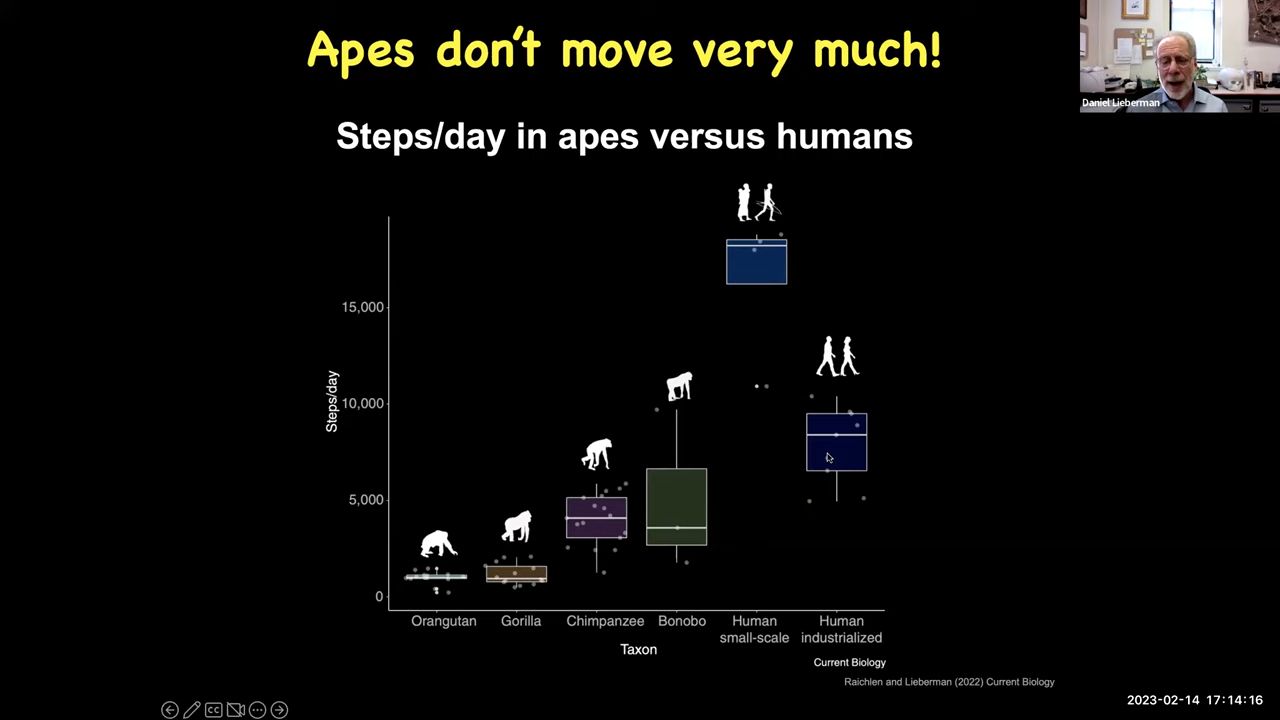 Apes don't move very much!
Daniel Lieberman
Steps/day in apes versus humans
15,000
10,000
5,000
0
Steps/day
Orangutan
Gorilla
Chimpanzee
Bonobo
Human
small-scale
Human
industrialized
Taxon
Current Biology
Raichlen and Lieberman (2022) Current Biology
CC
2023-02-14 17:14:16